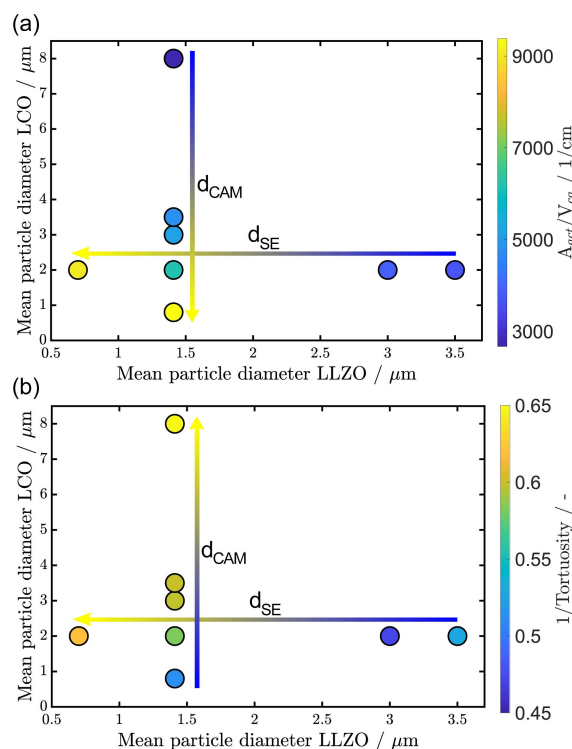 (a)
8
7
6
5
4
3
2
1
0
0.5 1 1.5 2 2.5 3 3.5
Mean particle diameter LCO / μm
Mean particle diameter LLZO / μm
d_CAM
d_SE
9000
7000
5000
3000
A_act/V_ca / 1/cm
(b)
8
7
6
5
4
3
2
1
0
0.5 1 1.5 2 2.5 3 3.5
Mean particle diameter LCO / μm
Mean particle diameter LLZO / μm
d_CAM
d_SE
0.65
0.6
0.55
0.5
0.45
1/Tortuosity / -